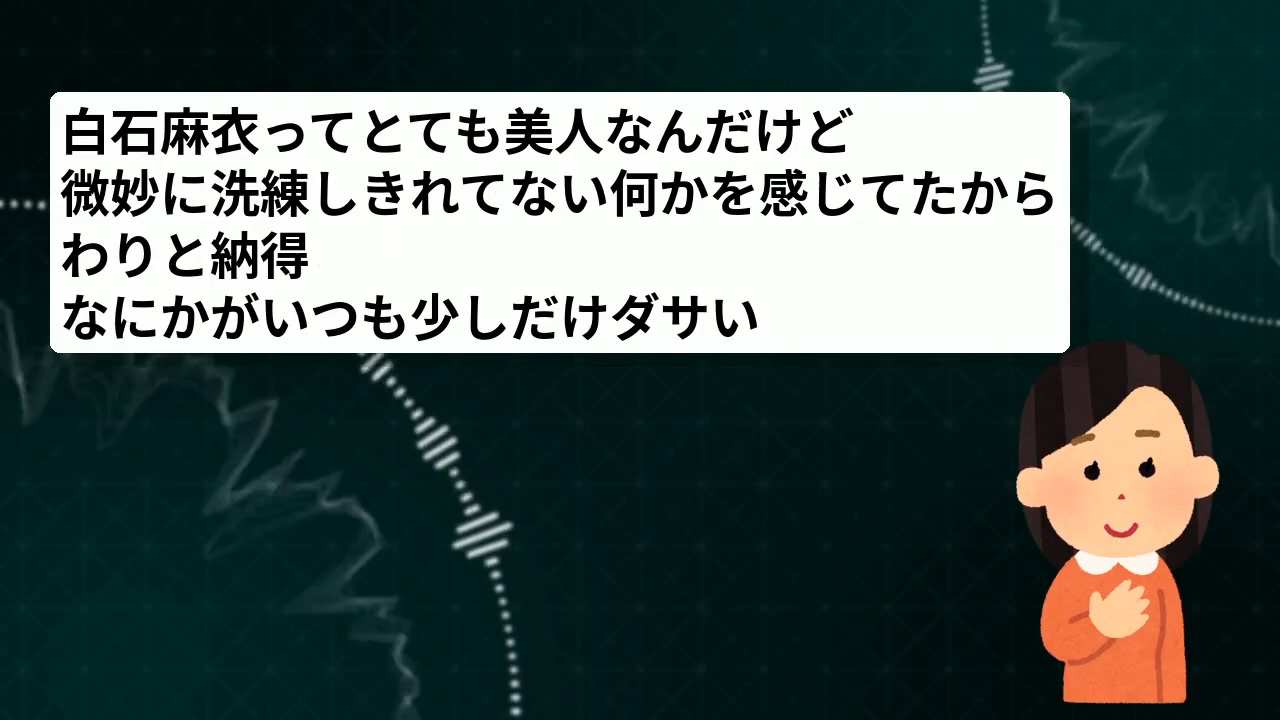 白石麻衣ってとても美人なんだけど
微妙に洗練しきれてない何かを感じてたから
わりと納得
なにかがいつも少しだけダサい